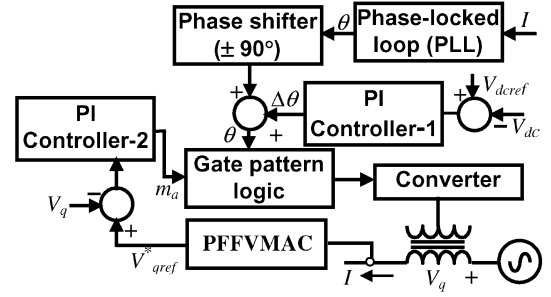 Phase shifter
(± 90°)
θ
Phase-locked
loop (PLL)
I
+
Δθ
+
θ
PI
Controller-1
+
V_dcref
−
V_dc
PI
Controller-2
m_a
Gate pattern
logic
Converter
V_q
−
+
V*_qref
PFFVMAC
I
V_q
+